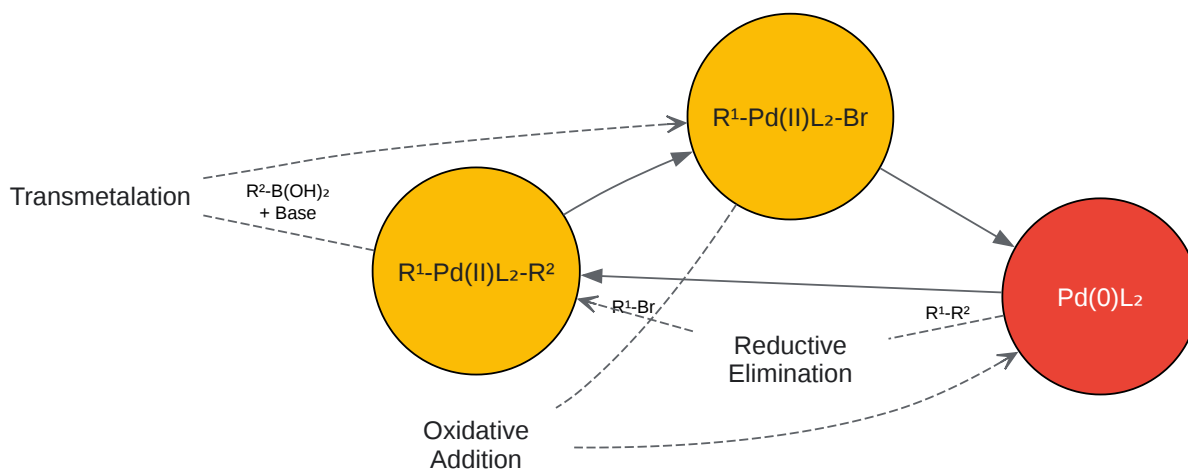 R¹-Pd(II)L₂-Br
Transmetalation
R²-B(OH)₂
+ Base
R¹-Pd(II)L₂-R²
Pd(0)L₂
R¹-Br
R¹-R²
Reductive
Elimination
Oxidative
Addition